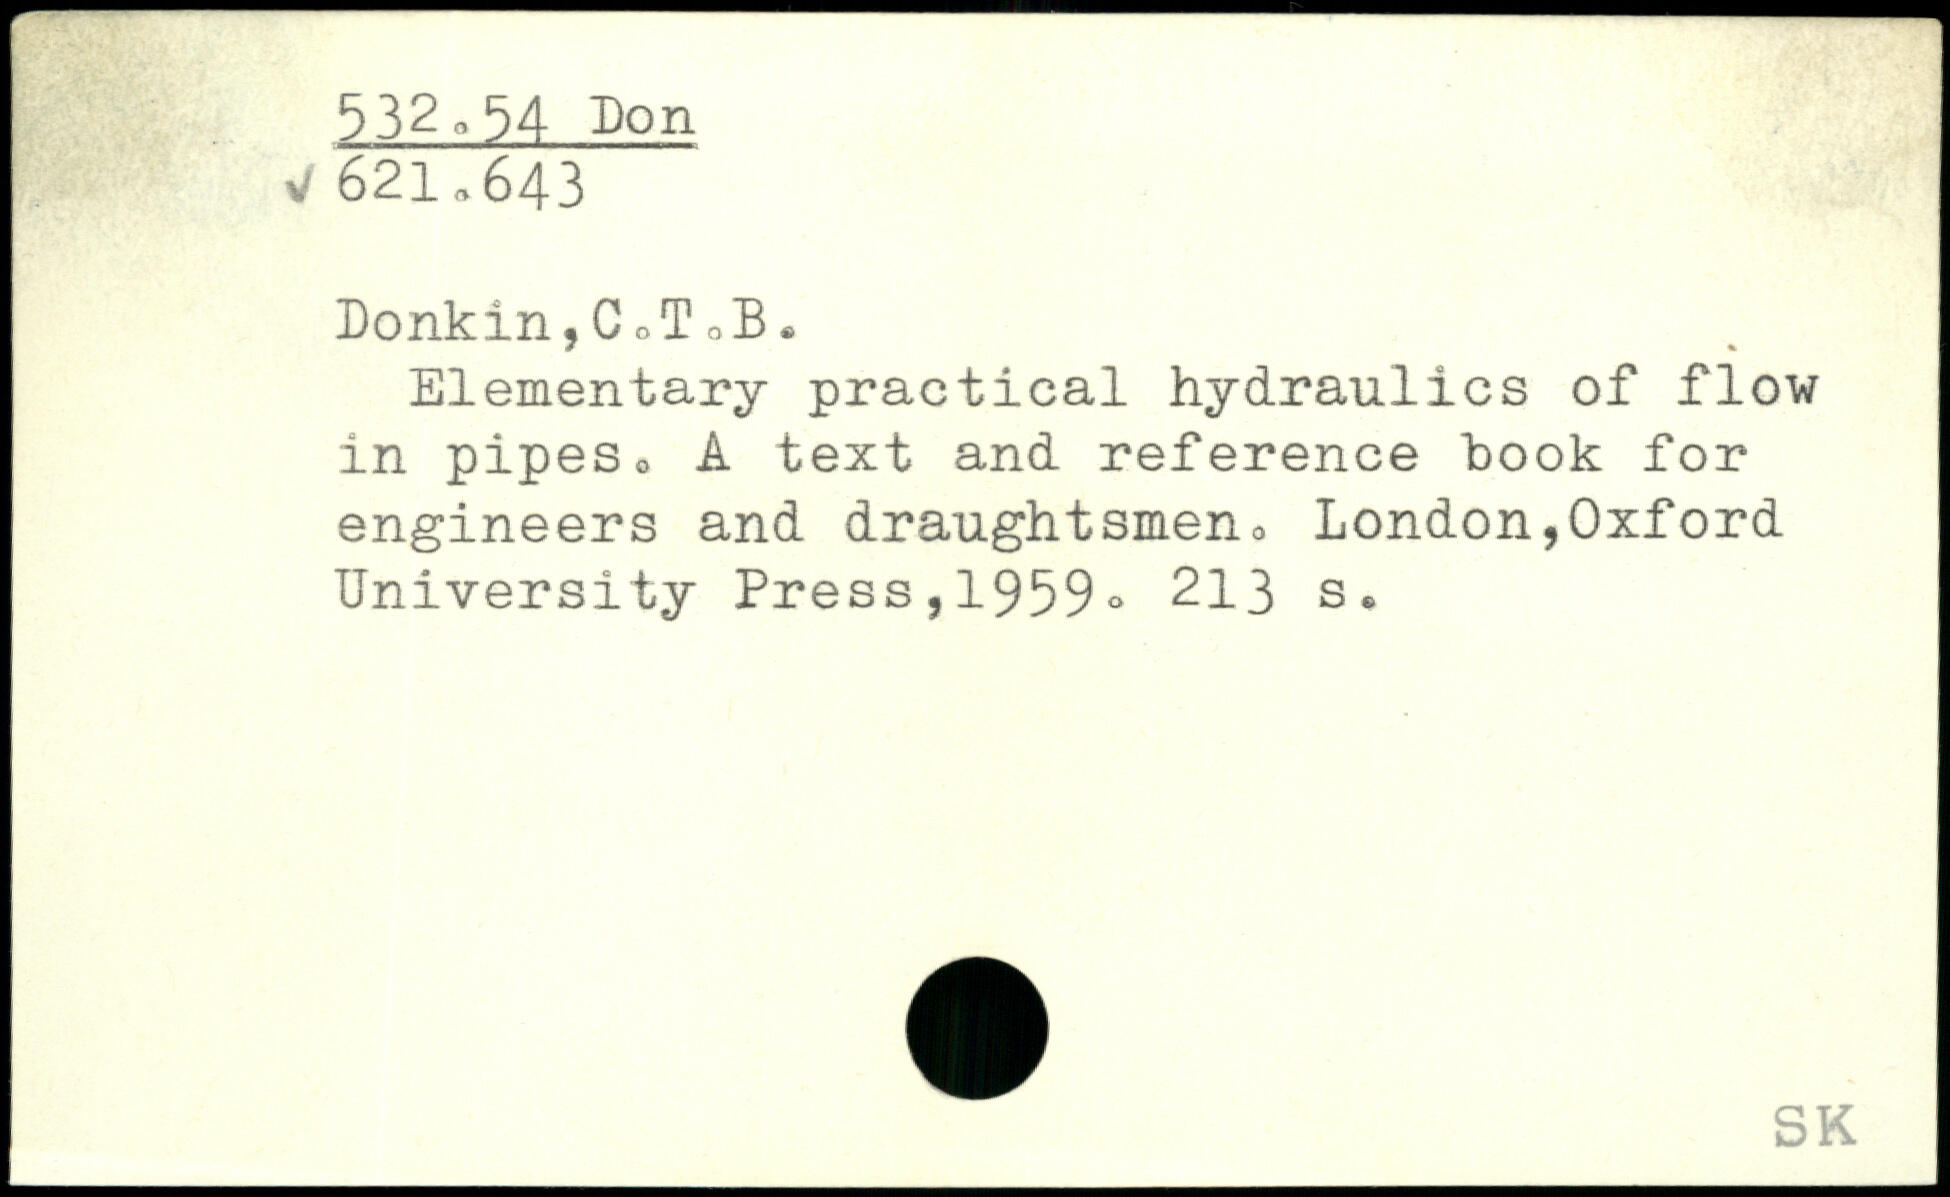 532.54 Don
✓ 621.643
Donkin,C.T.B.
Elementary practical hydraulics of flow
in pipes. A text and reference book for
engineers and draughtsmen. London,Oxford
University Press,1959. 213 s.
SK